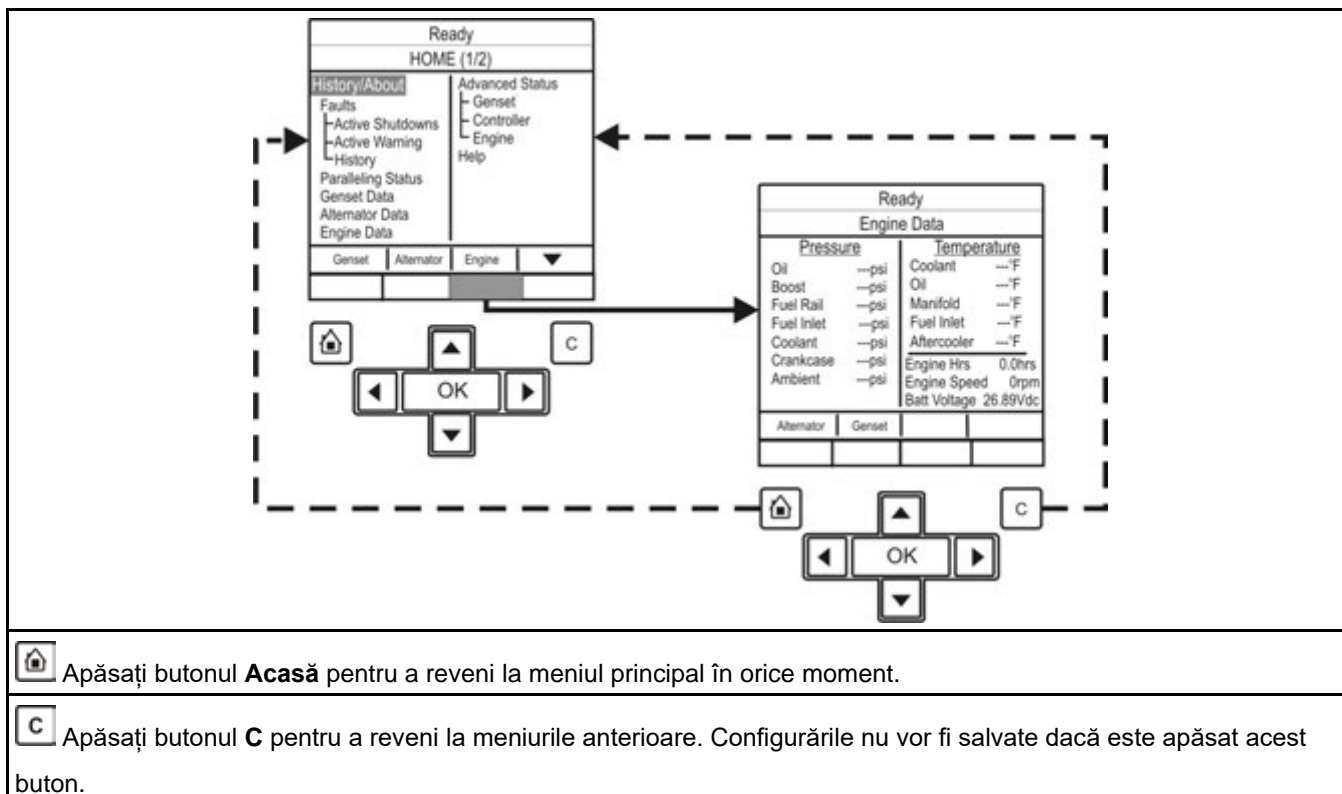 Ready
HOME (1/2)
History/About
Faults
Active Shutdowns
Active Warning
History
Paralleling Status
Genset Data
Alternator Data
Engine Data
Advanced Status
Genset
Controller
Engine
Help
Genset Alternator Engine ▼
C
OK
Ready
Engine Data
Pressure
Oil ---psi
Boost ---psi
Fuel Rail ---psi
Fuel Inlet ---psi
Coolant ---psi
Crankcase ---psi
Ambient ---psi
Temperature
Coolant ---°F
Oil ---°F
Manifold ---°F
Fuel Inlet ---°F
Aftercooler ---°F
Engine Hrs 0.0hrs
Engine Speed 0rpm
Batt Voltage 26.89Vdc
Alternator Genset
C
OK
Apăsați butonul Acasă pentru a reveni la meniul principal în orice moment.
C Apăsați butonul C pentru a reveni la meniurile anterioare. Configurările nu vor fi salvate dacă este apăsat acest
buton.